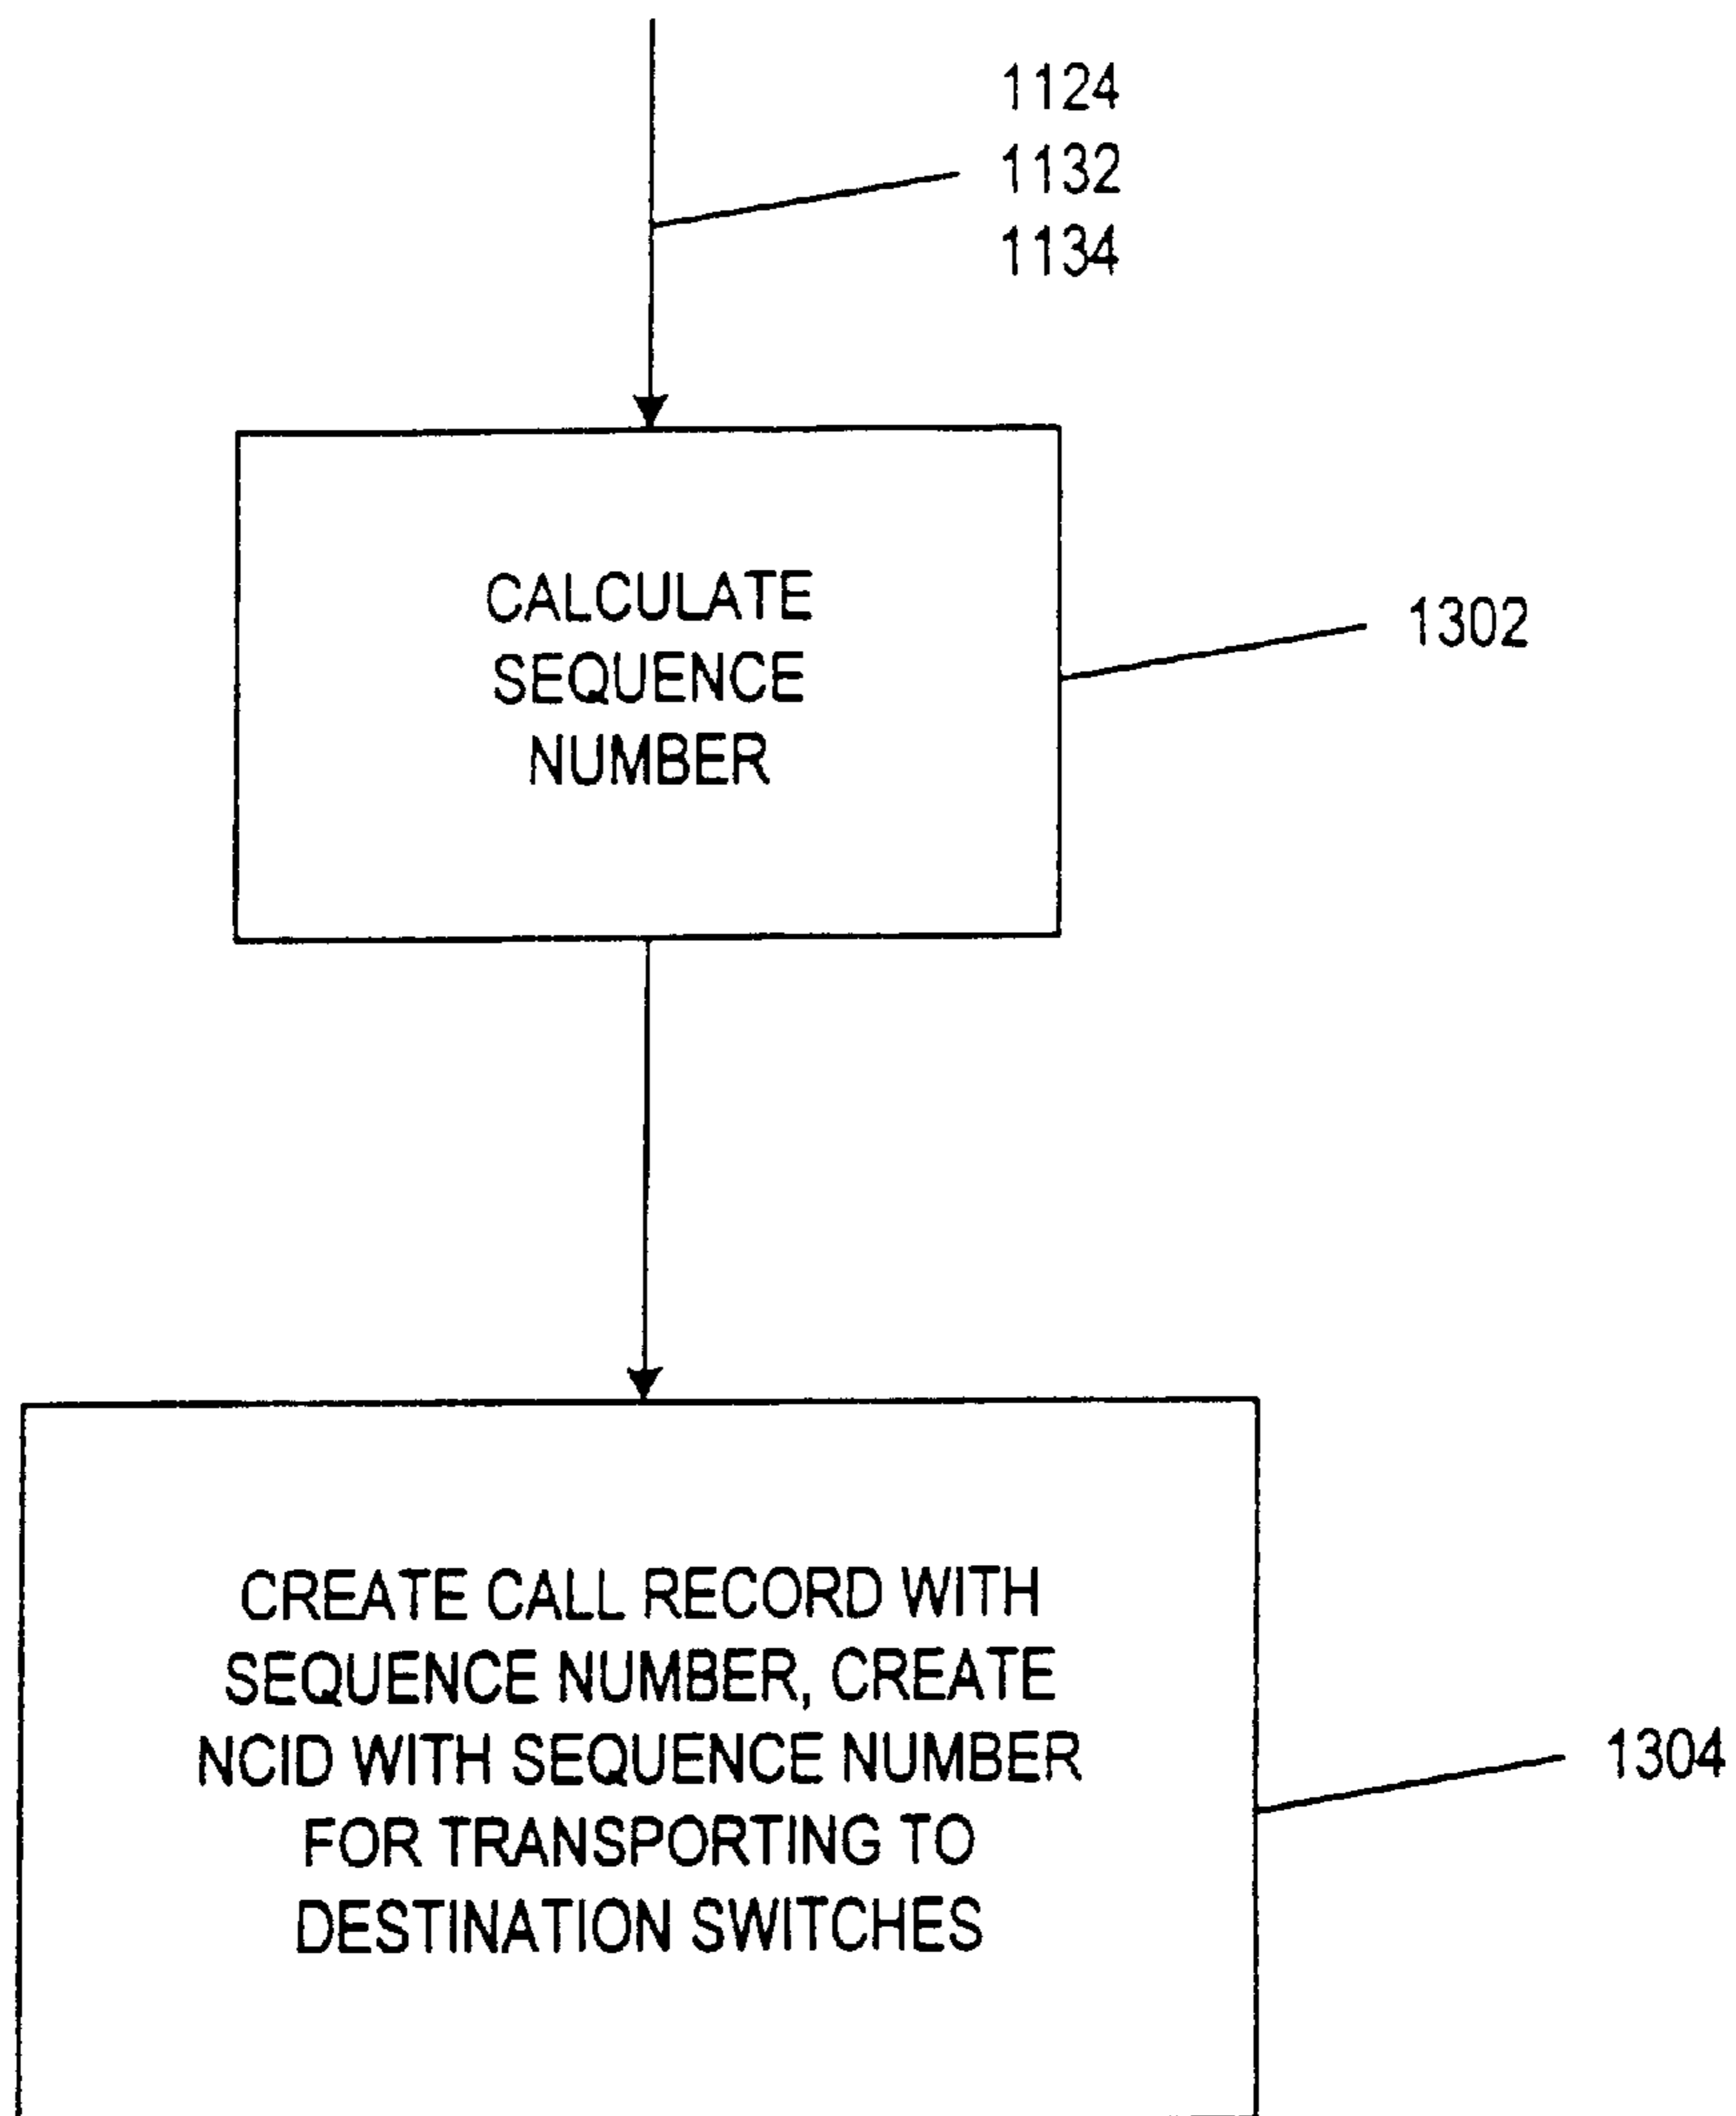 1124
1132
1134
CALCULATE
SEQUENCE
NUMBER
1302
CREATE CALL RECORD WITH
SEQUENCE NUMBER, CREATE
NCID WITH SEQUENCE NUMBER
FOR TRANSPORTING TO
DESTINATION SWITCHES
1304